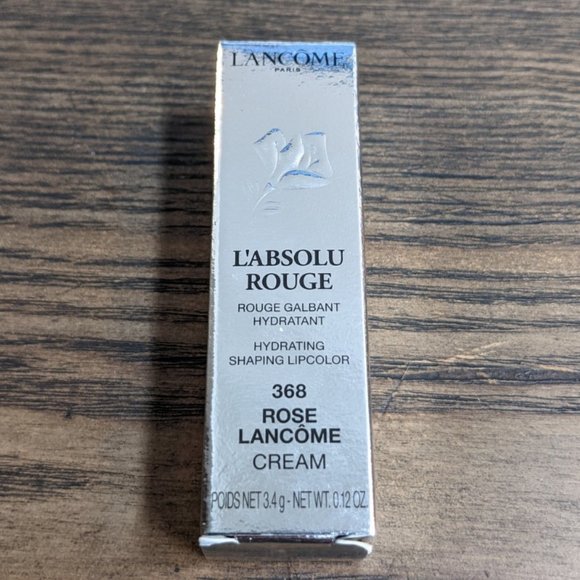 LANCÔME
PARIS
L'ABSOLU
ROUGE
ROUGE GALBANT
HYDRATANT
HYDRATING
SHAPING LIPCOLOR
368
ROSE
LANCÔME
CREAM
POIDS NET 3.4 g - NET WT. 0.12 OZ.